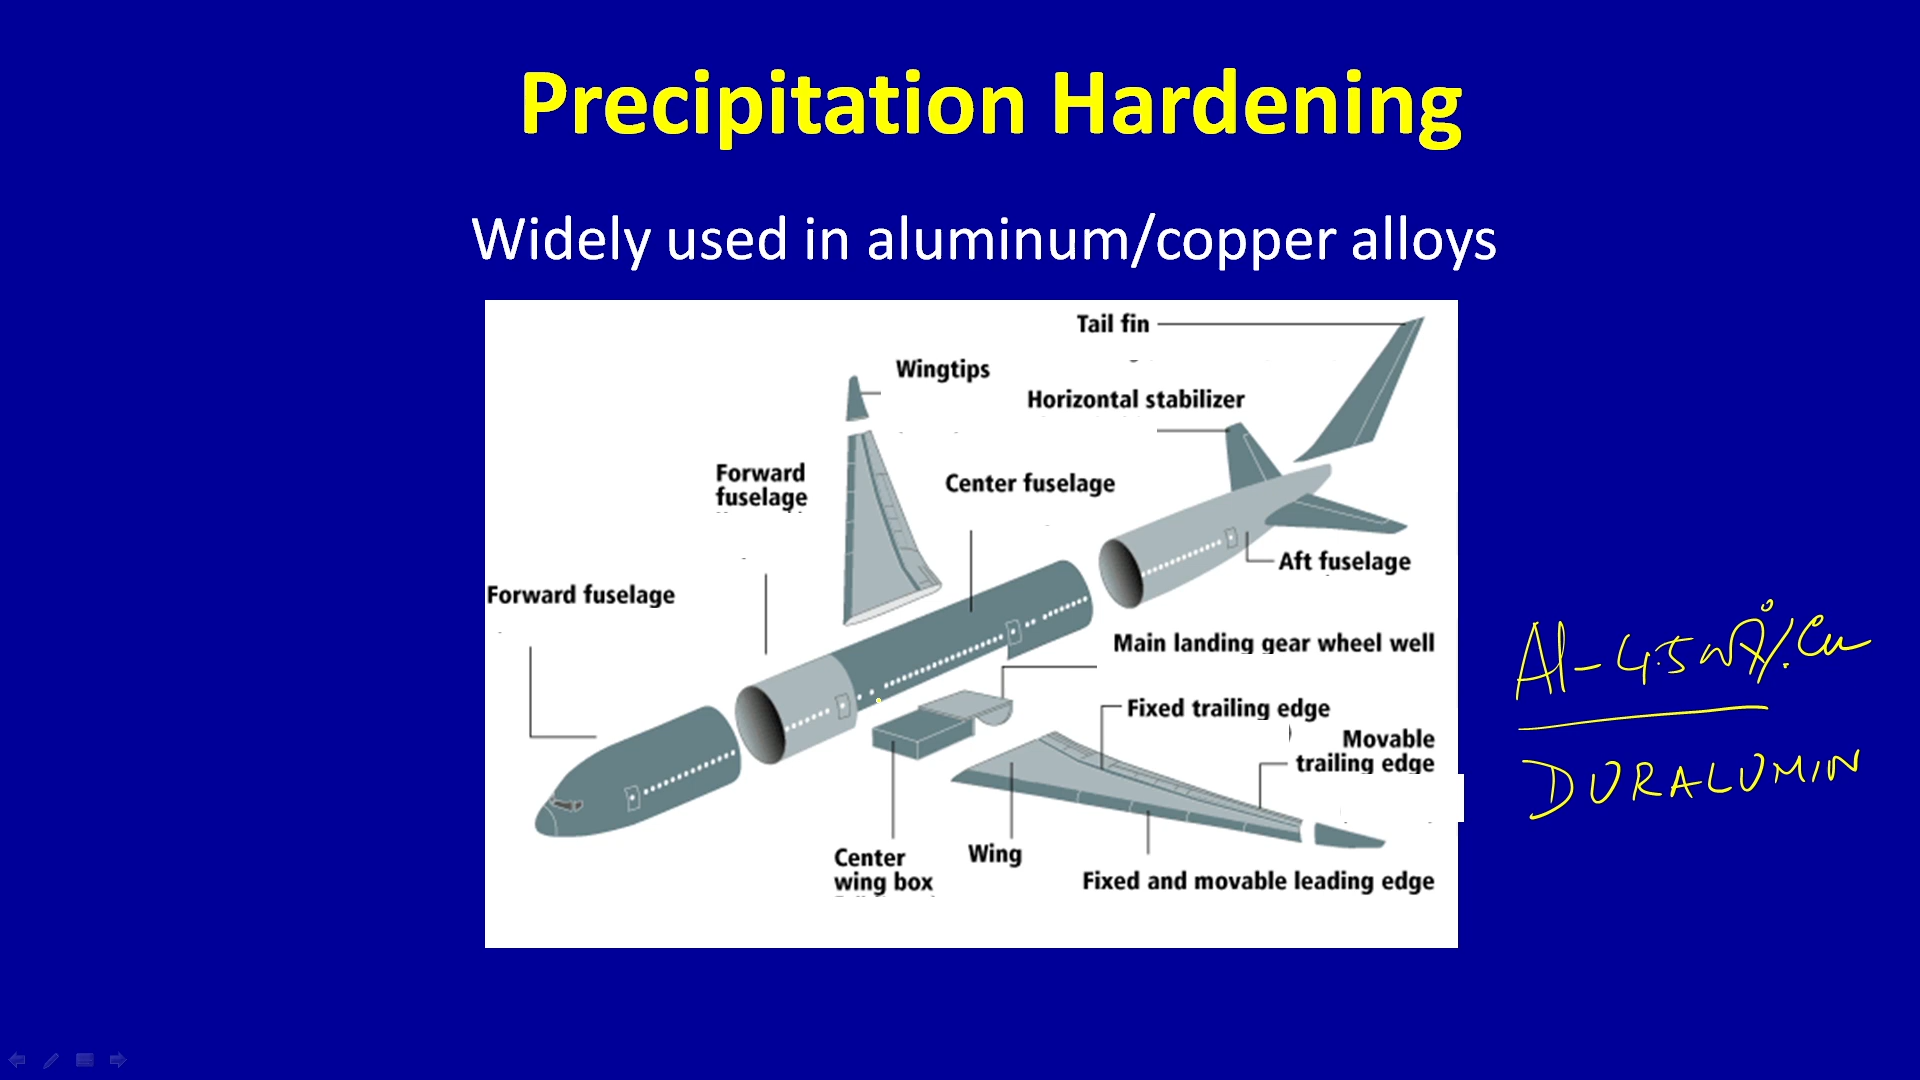 Precipitation Hardening
Widely used in aluminum/copper alloys
Tail fin
Wingtips
Horizontal stabilizer
Forward
fuselage
Center fuselage
Aft fuselage
Forward fuselage
Main landing gear wheel well
Fixed trailing edge
Movable
trailing edge
Center
wing box
Wing
Fixed and movable leading edge
Al-4.5 wt% Cu
DURALUMIN